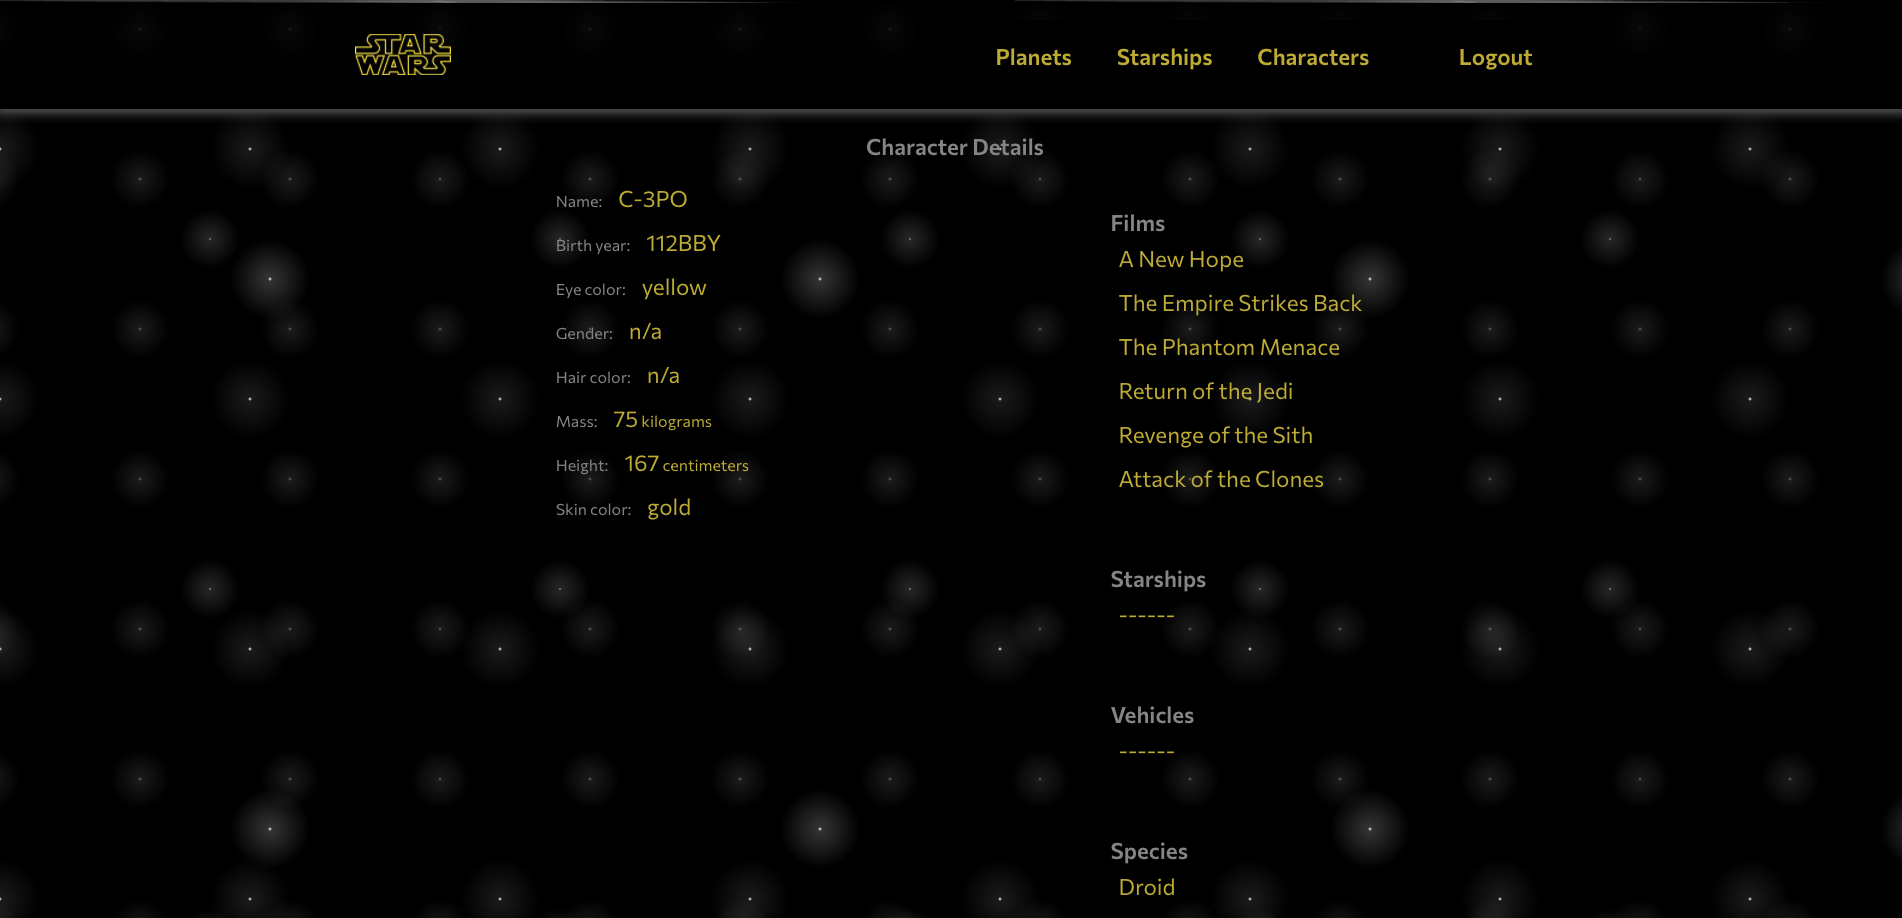 STAR
WARS
Planets Starships Characters Logout
Character Details
Name: C-3PO
Birth year: 112BBY
Eye color: yellow
Gender: n/a
Hair color: n/a
Mass: 75 kilograms
Height: 167 centimeters
Skin color: gold
Films
A New Hope
The Empire Strikes Back
The Phantom Menace
Return of the Jedi
Revenge of the Sith
Attack of the Clones
Starships
------
Vehicles
------
Species
Droid